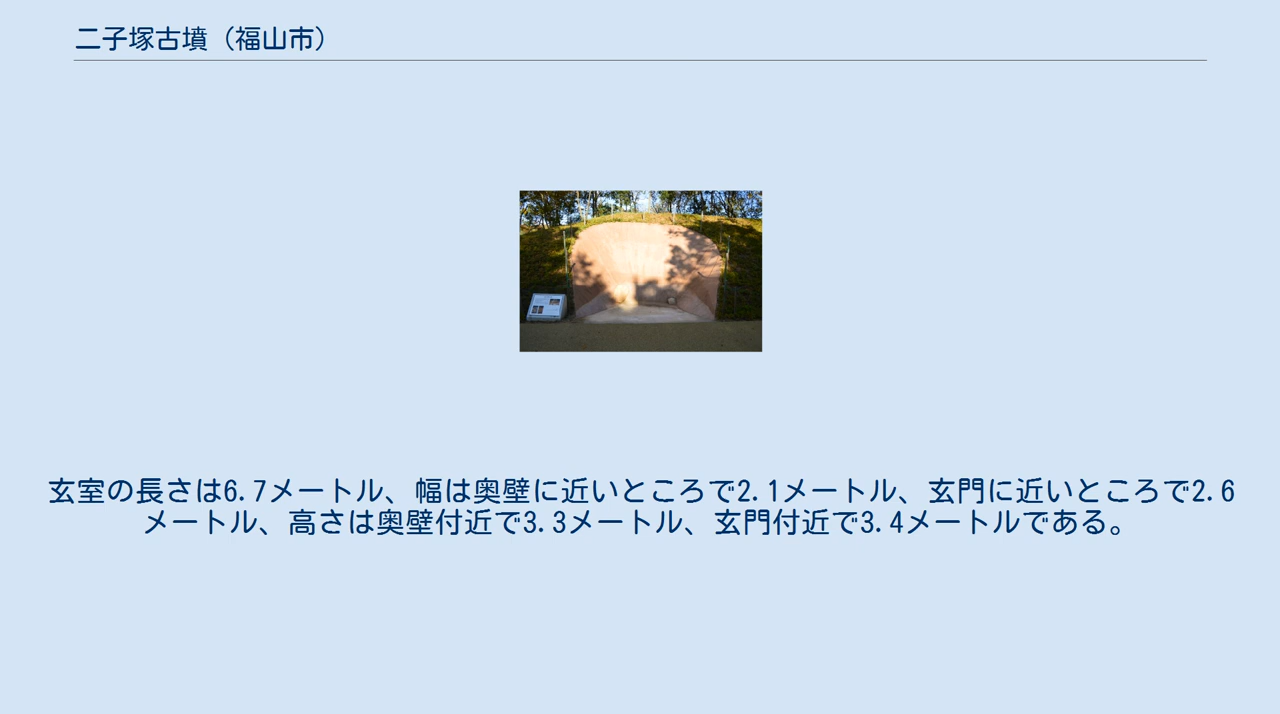 二子塚古墳（福山市）
玄室の長さは6.7メートル、幅は奥壁に近いところで2.1メートル、玄門に近いところで2.6
メートル、高さは奥壁付近で3.3メートル、玄門付近で3.4メートルである。